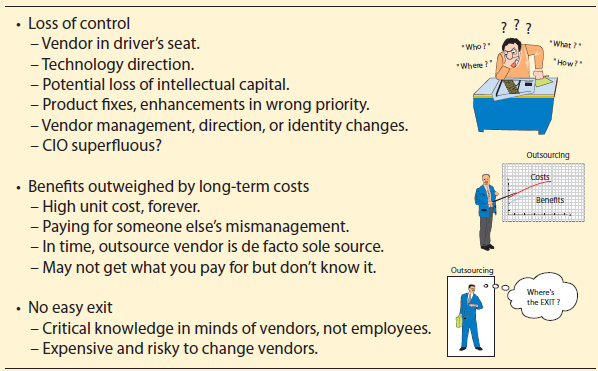 • Loss of control
– Vendor in driver's seat.
– Technology direction.
– Potential loss of intellectual capital.
– Product fixes, enhancements in wrong priority.
– Vendor management, direction, or identity changes.
– CIO superfluous?
? ? ?
"Who?"
"What?"
"Where?"
"How?"
• Benefits outweighed by long-term costs
– High unit cost, forever.
– Paying for someone else's mismanagement.
– In time, outsource vendor is de facto sole source.
– May not get what you pay for but don't know it.
Outsourcing
Costs
Benefits
• No easy exit
– Critical knowledge in minds of vendors, not employees.
– Expensive and risky to change vendors.
Outsourcing
Where's
the EXIT?